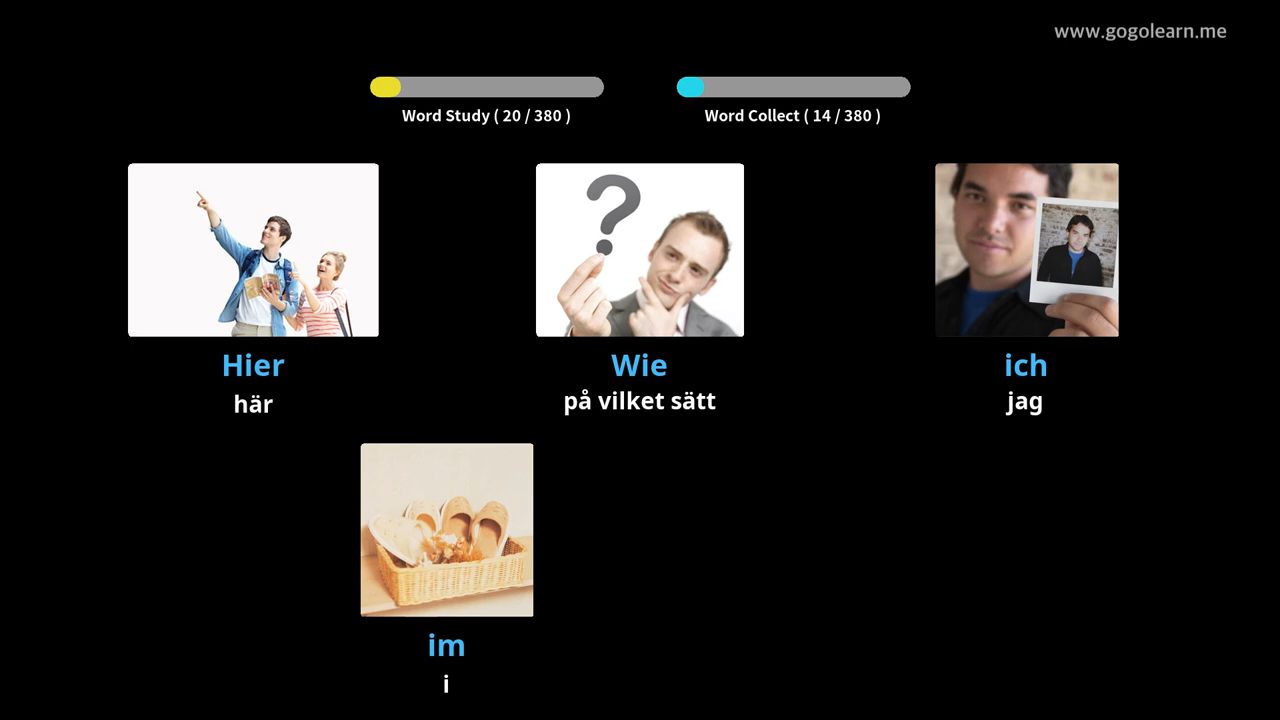 www.gogolearn.me
Word Study ( 20 / 380 )
Word Collect ( 14 / 380 )
Hier
här
Wie
på vilket sätt
ich
jag
im
i